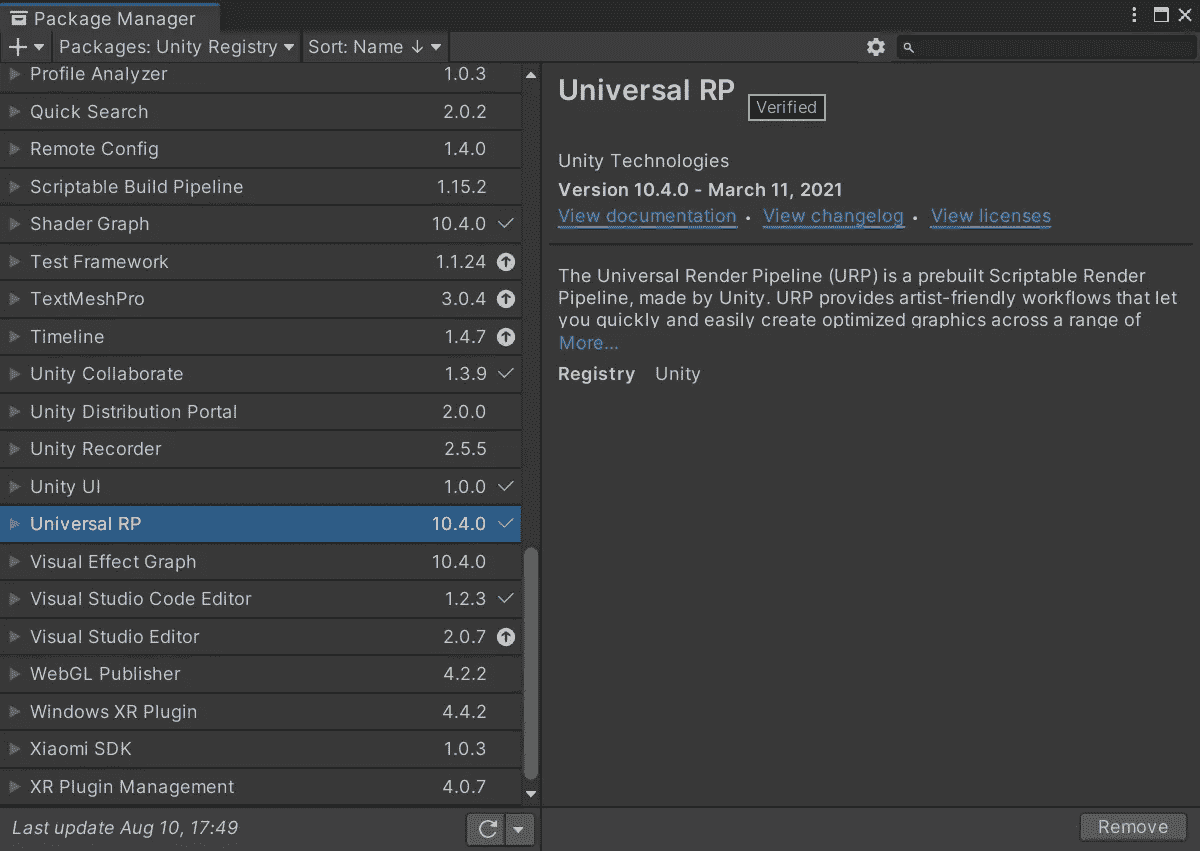 Package Manager
Packages: Unity Registry Sort: Name ↓
Profile Analyzer 1.0.3
Quick Search 2.0.2
Remote Config 1.4.0
Scriptable Build Pipeline 1.15.2
Shader Graph 10.4.0
Test Framework 1.1.24
TextMeshPro 3.0.4
Timeline 1.4.7
Unity Collaborate 1.3.9
Unity Distribution Portal 2.0.0
Unity Recorder 2.5.5
Unity UI 1.0.0
Universal RP 10.4.0
Visual Effect Graph 10.4.0
Visual Studio Code Editor 1.2.3
Visual Studio Editor 2.0.7
WebGL Publisher 4.2.2
Windows XR Plugin 4.4.2
Xiaomi SDK 1.0.3
XR Plugin Management 4.0.7
Last update Aug 10, 17:49
Universal RP Verified
Unity Technologies
Version 10.4.0 - March 11, 2021
View documentation • View changelog • View licenses
The Universal Render Pipeline (URP) is a prebuilt Scriptable Render
Pipeline, made by Unity. URP provides artist-friendly workflows that let
you quickly and easily create optimized graphics across a range of
More...
Registry Unity
Remove